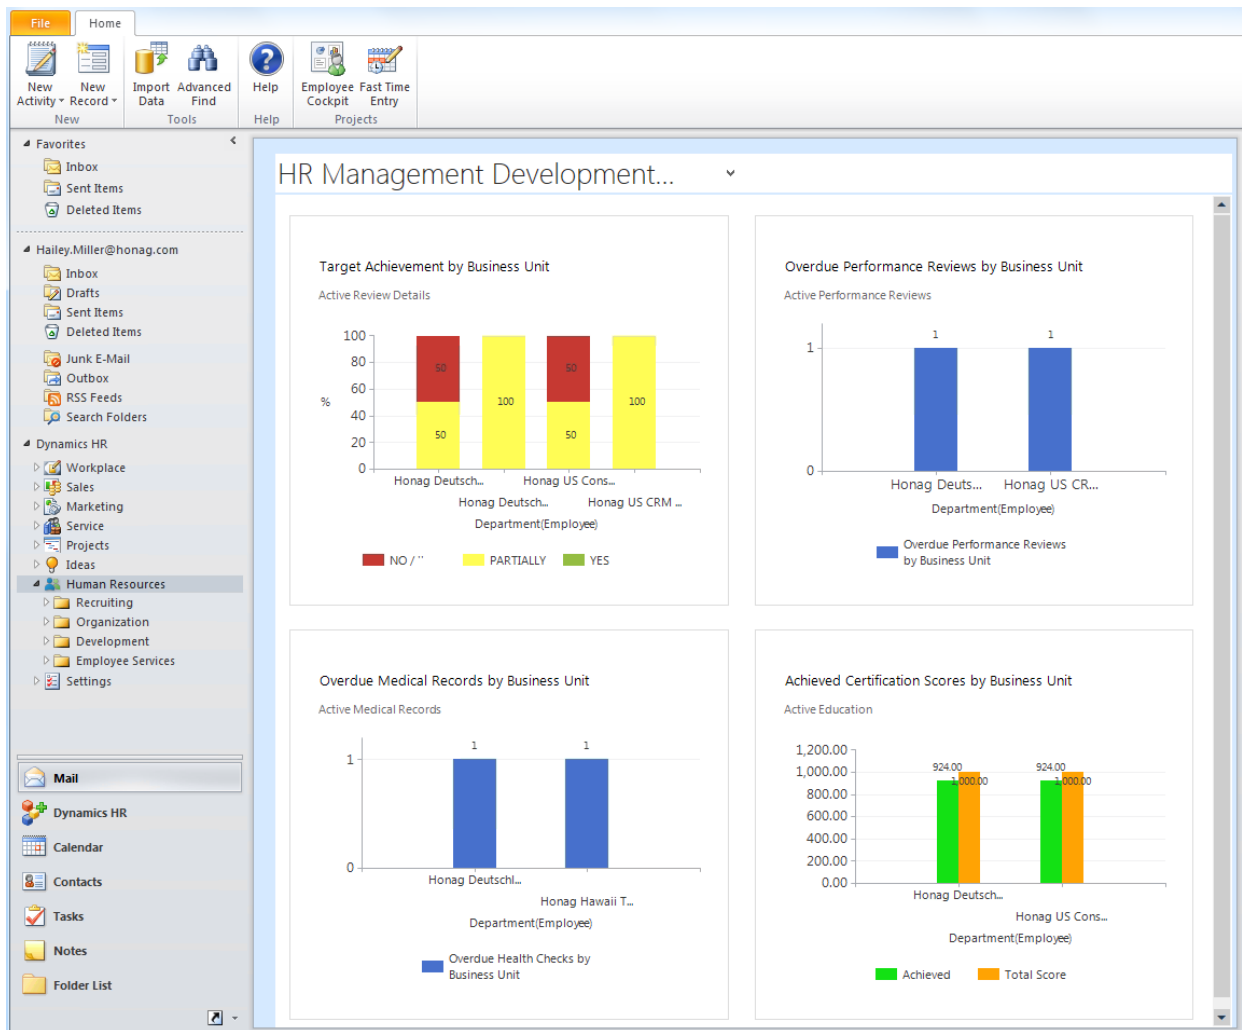 File
Home
New Activity
New Record
Import Data
Advanced Find
Help
Employee Cockpit
Fast Time Entry
New
Tools
Help
Projects
Favorites
Inbox
Sent Items
Deleted Items
Hailey.Miller@honag.com
Inbox
Drafts
Sent Items
Deleted Items
Junk E-Mail
Outbox
RSS Feeds
Search Folders
Dynamics HR
Workplace
Sales
Marketing
Service
Projects
Ideas
Human Resources
Recruiting
Organization
Development
Employee Services
Settings
Mail
Dynamics HR
Calendar
Contacts
Tasks
Notes
Folder List
HR Management Development...
Target Achievement by Business Unit
Active Review Details
100
80
60
%
40
20
0
50
50
100
50
50
100
Honag Deutsch...
Honag US Cons...
Honag Deutsch...
Honag US CRM ...
Department(Employee)
NO / ''
PARTIALLY
YES
Overdue Performance Reviews by Business Unit
Active Performance Reviews
1
1
1
0
Honag Deuts...
Honag US CR...
Department(Employee)
Overdue Performance Reviews
by Business Unit
Overdue Medical Records by Business Unit
Active Medical Records
1
1
1
0
Honag Deutschl...
Honag Hawaii T...
Department(Employee)
Overdue Health Checks by
Business Unit
Achieved Certification Scores by Business Unit
Active Education
1,200.00
1,000.00
800.00
600.00
400.00
200.00
0.00
924.00
1,000.00
924.00
1,000.00
Honag Deutsch...
Honag US Cons...
Department(Employee)
Achieved
Total Score